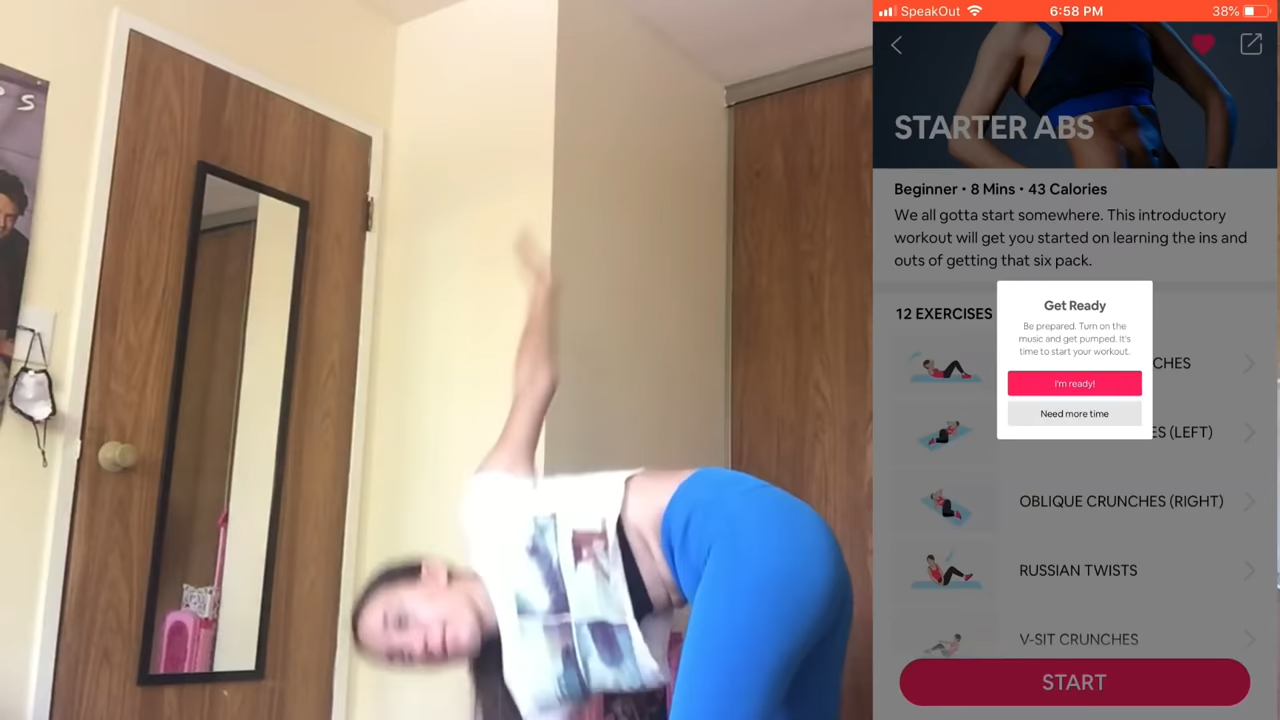 SpeakOut
6:58 PM
38%
STARTER ABS
Beginner • 8 Mins • 43 Calories
We all gotta start somewhere. This introductory
workout will get you started on learning the ins and
outs of getting that six pack.
12 EXERCISES
Get Ready
Be prepared. Turn on the
music and get pumped. It's
time to start your workout.
I'm ready!
Need more time
CHES
ES (LEFT)
OBLIQUE CRUNCHES (RIGHT)
RUSSIAN TWISTS
V-SIT CRUNCHES
START